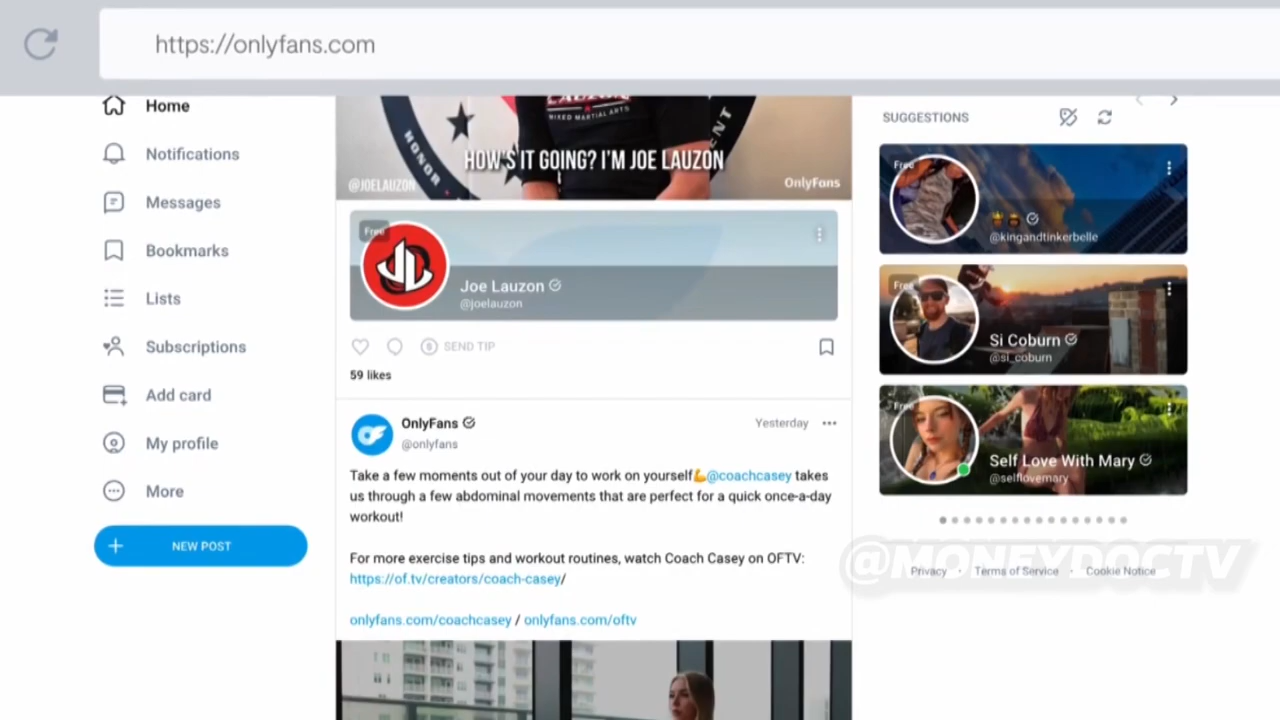 https://onlyfans.com
Home
Notifications
Messages
Bookmarks
Lists
Subscriptions
Add card
My profile
More
NEW POST
MIXED MARTIAL ARTS
HONOR
HOW'S IT GOING? I'M JOE LAUZON
@JOELAUZON
OnlyFans
Free
JL
Joe Lauzon
@joelauzon
SEND TIP
59 likes
OnlyFans
@onlyfans
Yesterday
Take a few moments out of your day to work on yourself💪@coachcasey takes
us through a few abdominal movements that are perfect for a quick once-a-day
workout!
For more exercise tips and workout routines, watch Coach Casey on OFTV:
https://of.tv/creators/coach-casey/
onlyfans.com/coachcasey / onlyfans.com/oftv
SUGGESTIONS
Free
@kingandtinkerbelle
Free
Si Coburn
@si_coburn
Free
Self Love With Mary
@selflovemary
@MONEYDOCTV
Privacy · Terms of Service · Cookie Notice